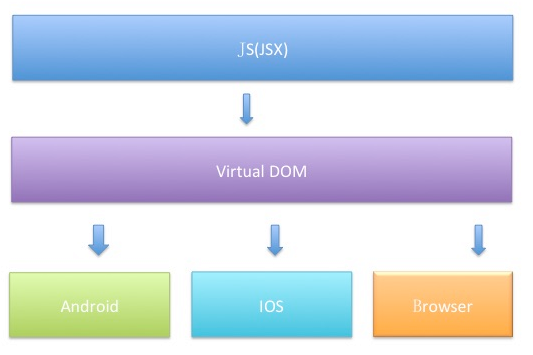 JS(JSX)
Virtual DOM
Android
IOS
Browser